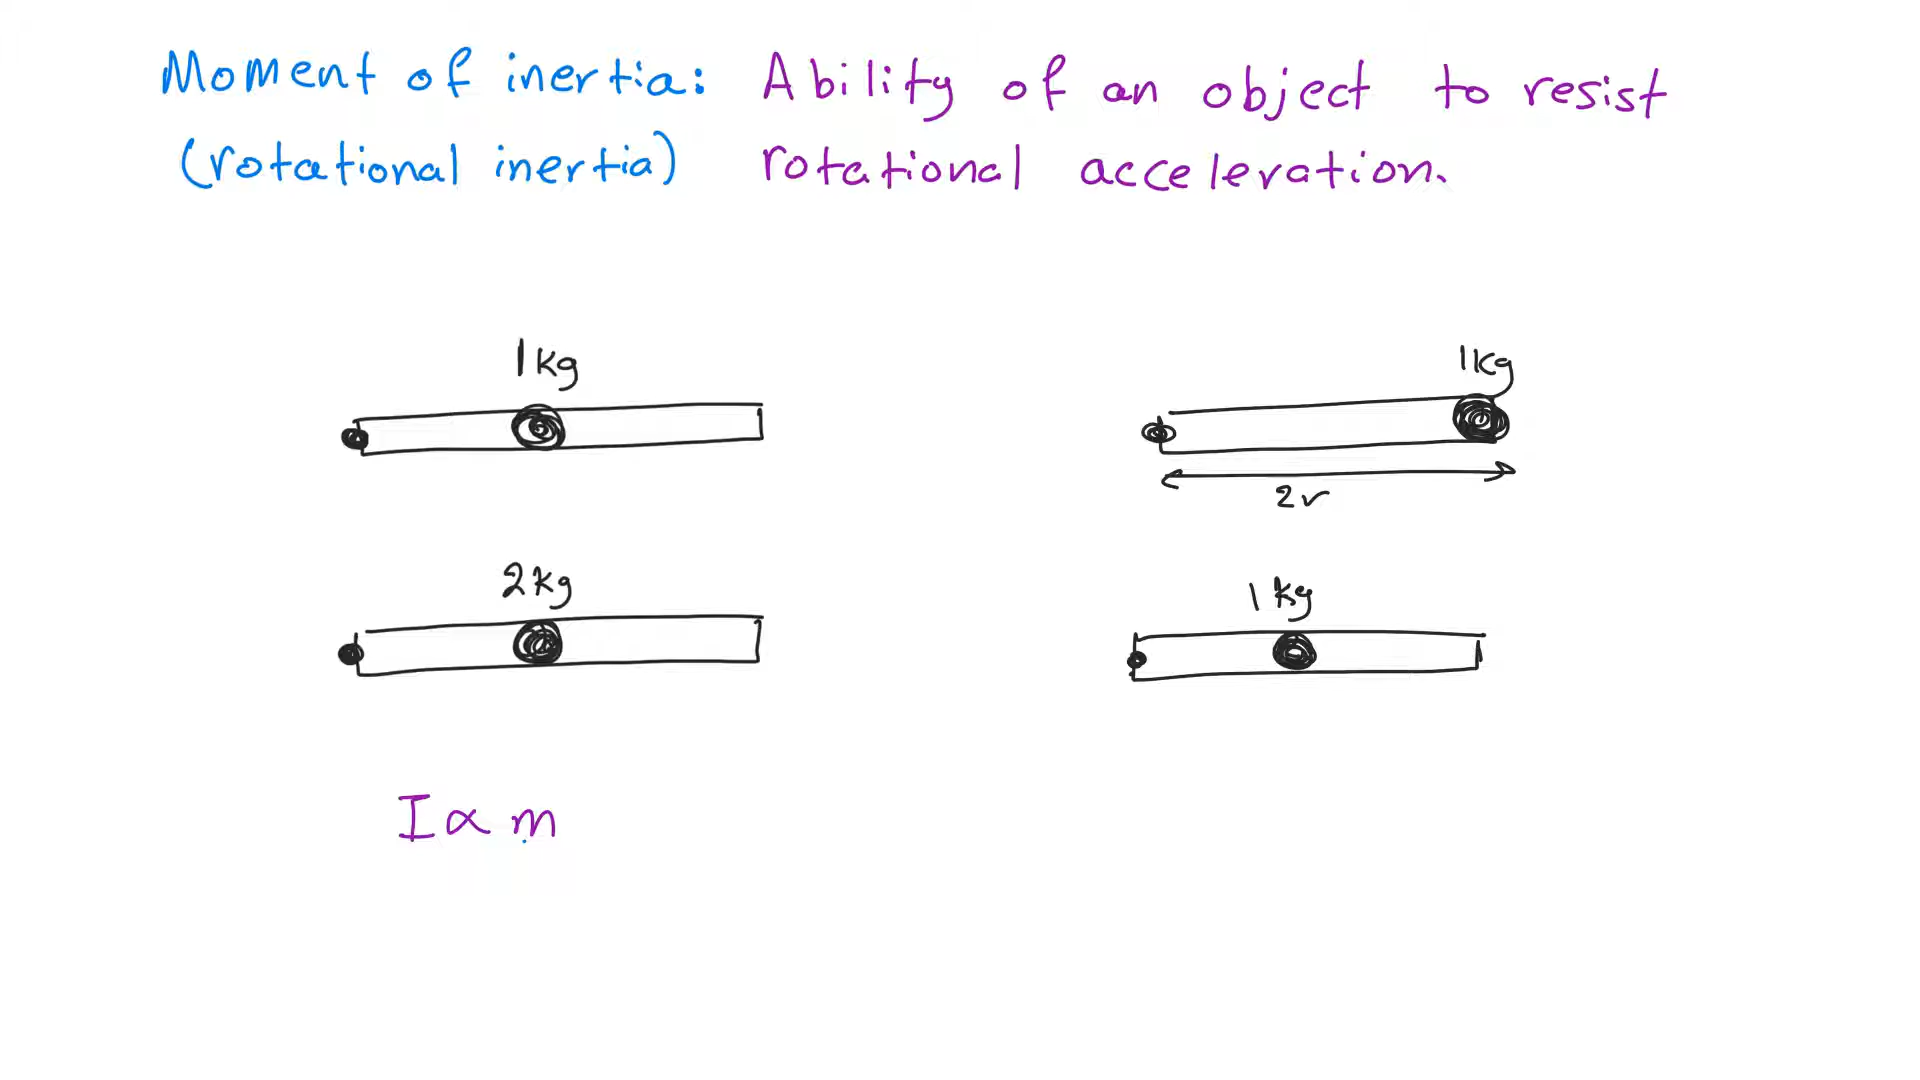 Moment of inertia: Ability of an object to resist
(rotational inertia) rotational acceleration.
1kg
1kg
2r
2kg
1kg
I ∝ m